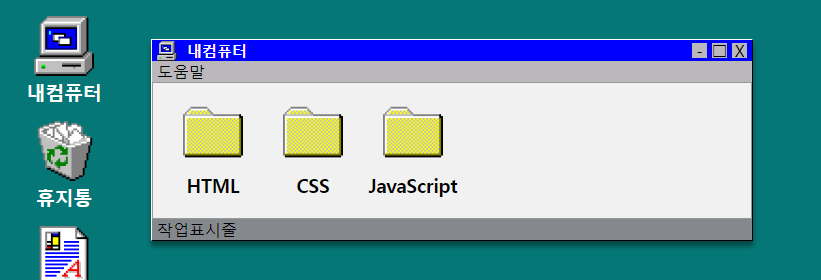 내컴퓨터
휴지통
내컴퓨터 - □ X
도움말
HTML CSS JavaScript
작업표시줄